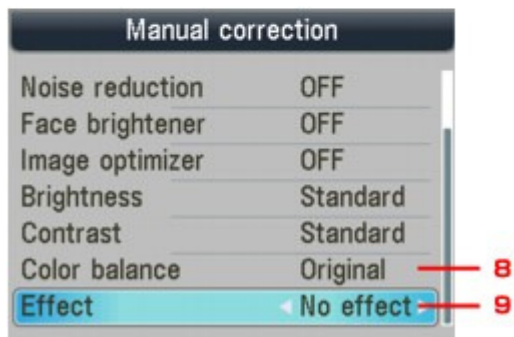 Manual correction
Noise reduction OFF
Face brightener OFF
Image optimizer OFF
Brightness Standard
Contrast Standard
Color balance Original 8
Effect No effect 9